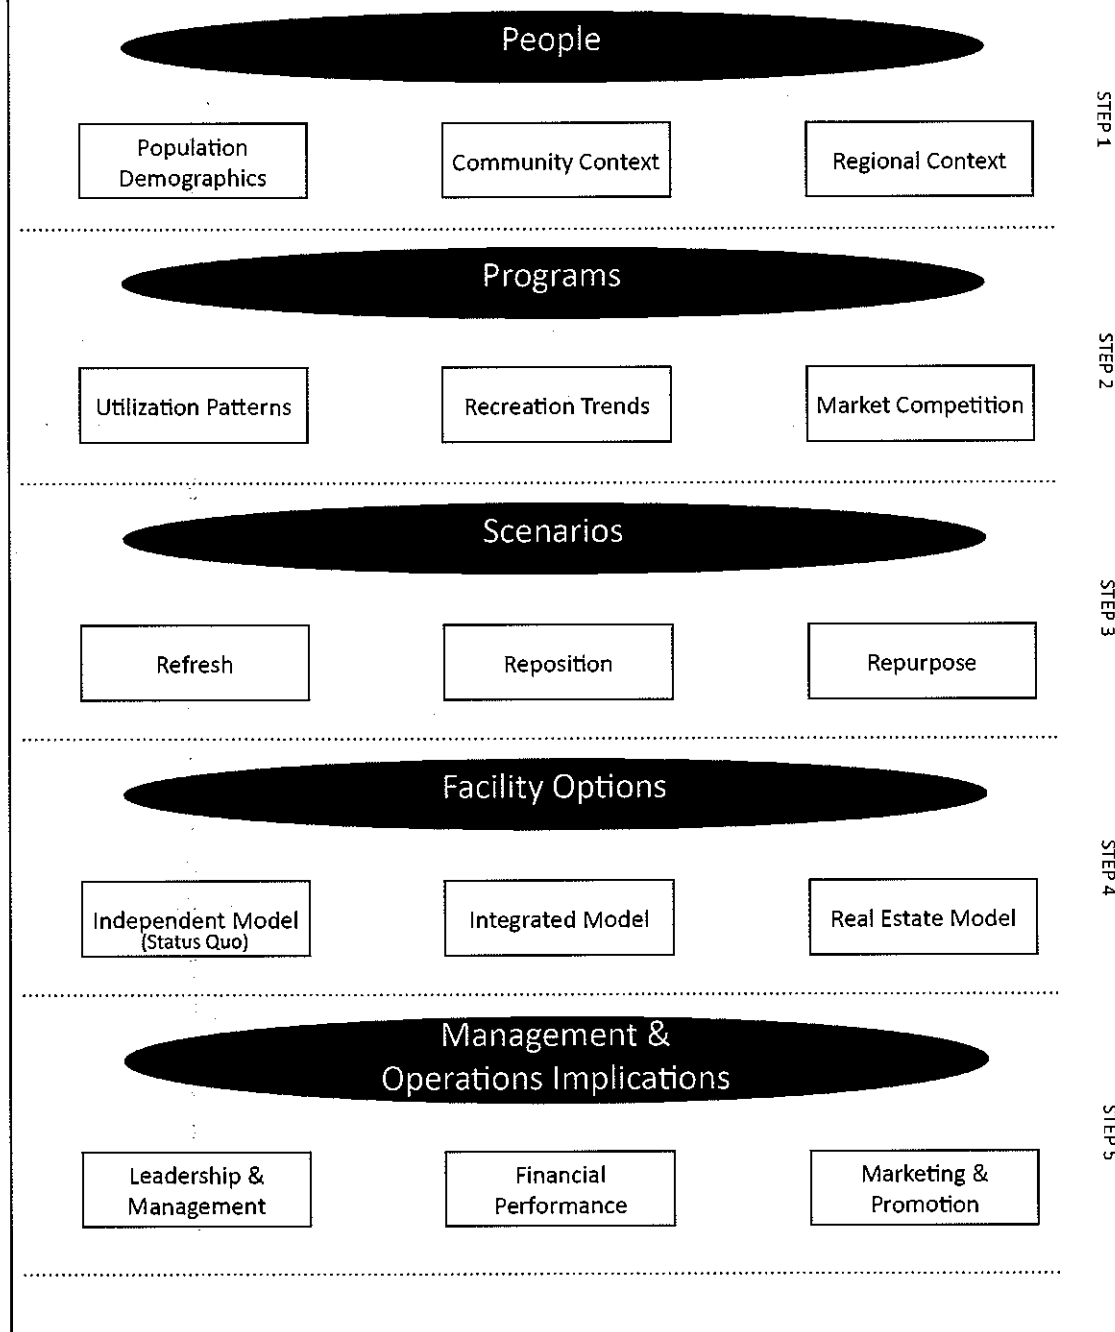 People
STEP 1
Population
Demographics
Community Context
Regional Context
Programs
STEP 2
Utilization Patterns
Recreation Trends
Market Competition
Scenarios
STEP 3
Refresh
Reposition
Repurpose
Facility Options
STEP 4
Independent Model
(Status Quo)
Integrated Model
Real Estate Model
Management &
Operations Implications
STEP 5
Leadership &
Management
Financial
Performance
Marketing &
Promotion